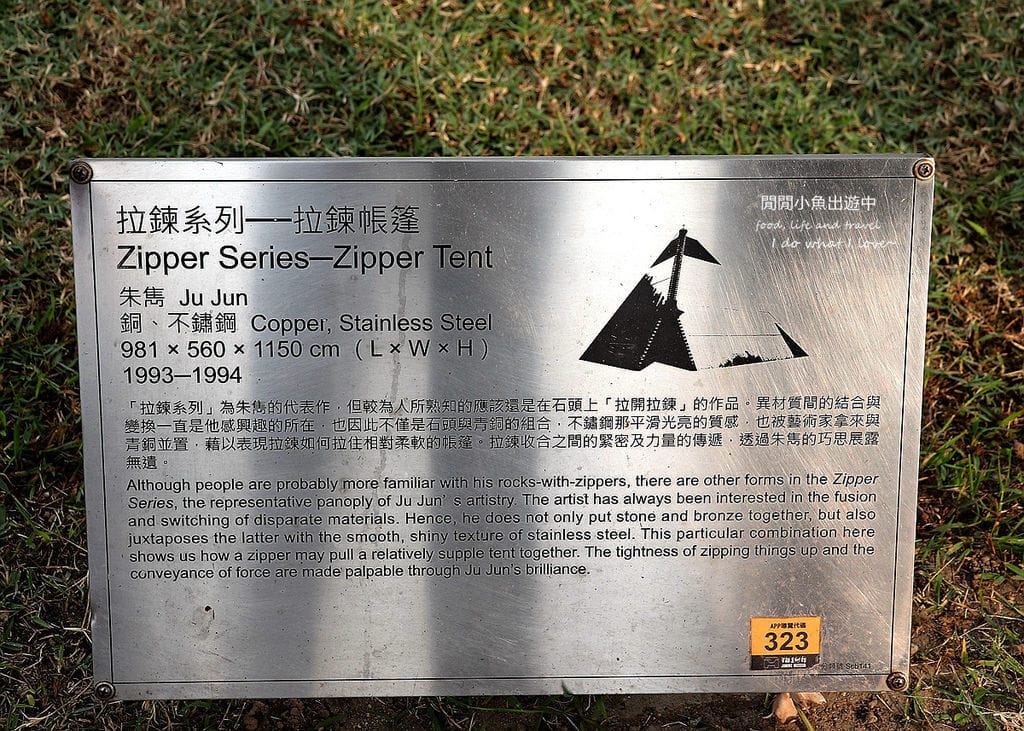 拉鍊系列──拉鍊帳篷
Zipper Series—Zipper Tent
朱雋 Ju Jun
銅、不鏽鋼 Copper, Stainless Steel
981 × 560 × 1150 cm ( L × W × H )
1993—1994
「拉鍊系列」為朱雋的代表作，但較為人所熟知的應該還是在石頭上「拉開拉鍊」的作品。異材質間的結合與
變換一直是他感興趣的所在，也因此不僅是石頭與青銅的組合，不鏽鋼那平滑光亮的質感，也被藝術家拿來與
青銅並置，藉以表現拉鍊如何拉住相對柔軟的帳篷。拉鍊收合之間的緊密及力量的傳遞，透過朱雋的巧思展露
無遺。
Although people are probably more familiar with his rocks-with-zippers, there are other forms in the Zipper
Series, the representative panoply of Ju Jun' s artistry. The artist has always been interested in the fusion
and switching of disparate materials. Hence, he does not only put stone and bronze together, but also
juxtaposes the latter with the smooth, shiny texture of stainless steel. This particular combination here
shows us how a zipper may pull a relatively supple tent together. The tightness of zipping things up and the
conveyance of force are made palpable through Ju Jun's brilliance.
閒閒小魚出遊中
food, life and travel
I do what I love~
APP導覽代碼
323